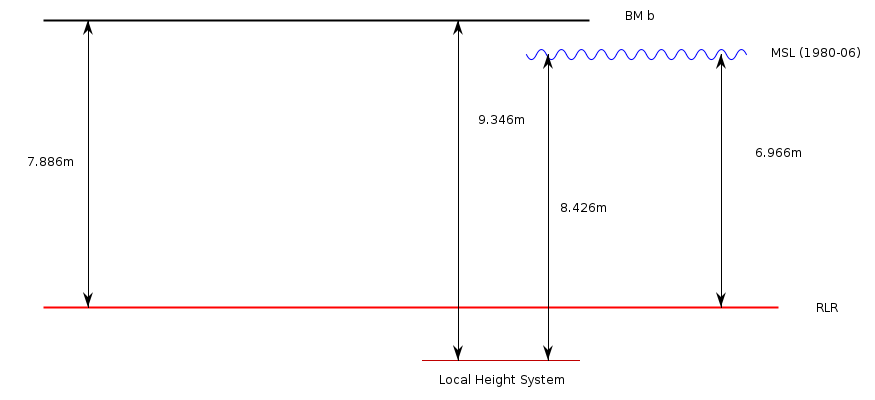 BM b
MSL (1980-06)
9.346m
6.966m
7.886m
8.426m
RLR
Local Height System